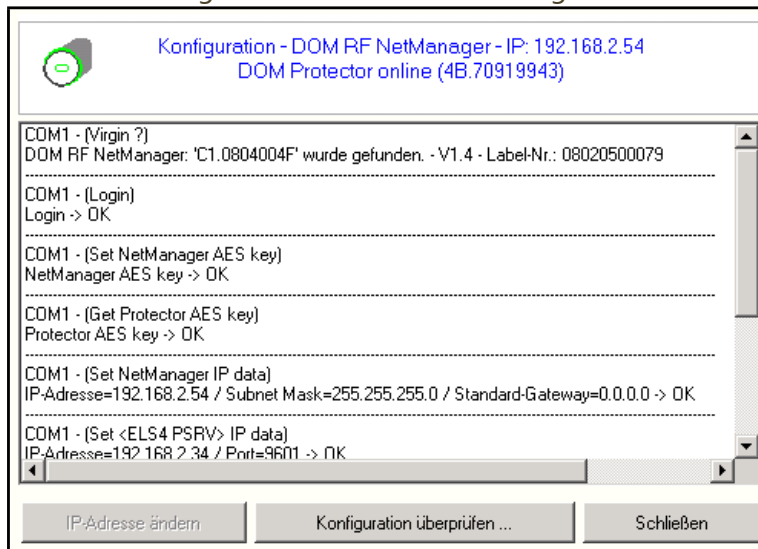 Konfiguration - DOM RF NetManager - IP: 192.168.2.54
DOM Protector online (4B.70919943)
COM1 - (Virgin ?)
DOM RF NetManager: 'C1.0804004F' wurde gefunden. - V1.4 - Label-Nr.: 08020500079
COM1 - (Login)
Login -> OK
COM1 - (Set NetManager AES key)
NetManager AES key -> OK
COM1 - (Get Protector AES key)
Protector AES key -> OK
COM1 - (Set NetManager IP data)
IP-Adresse=192.168.2.54 / Subnet Mask=255.255.255.0 / Standard-Gateway=0.0.0.0 -> OK
COM1 - (Set <ELS4 PSRV> IP data)
IP-Adresse=192.168.2.34 / Port=9601 -> OK
IP-Adresse ändern
Konfiguration überprüfen ...
Schließen